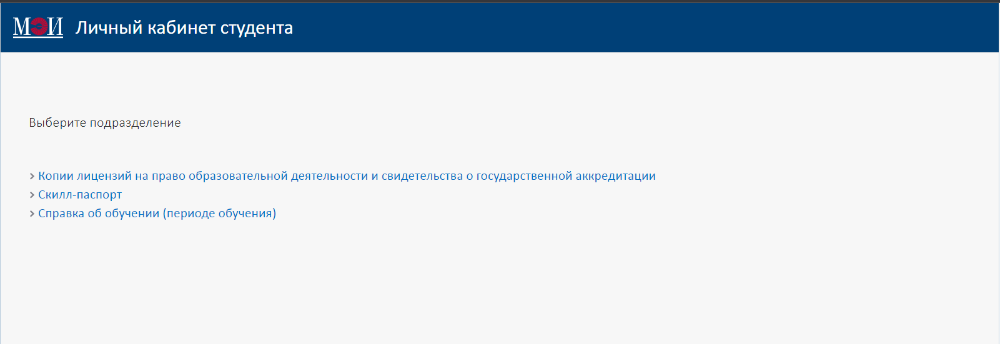 МЭИ Личный кабинет студента
Выберите подразделение
Копии лицензий на право образовательной деятельности и свидетельства о государственной аккредитации
Скилл-паспорт
Справка об обучении (периоде обучения)